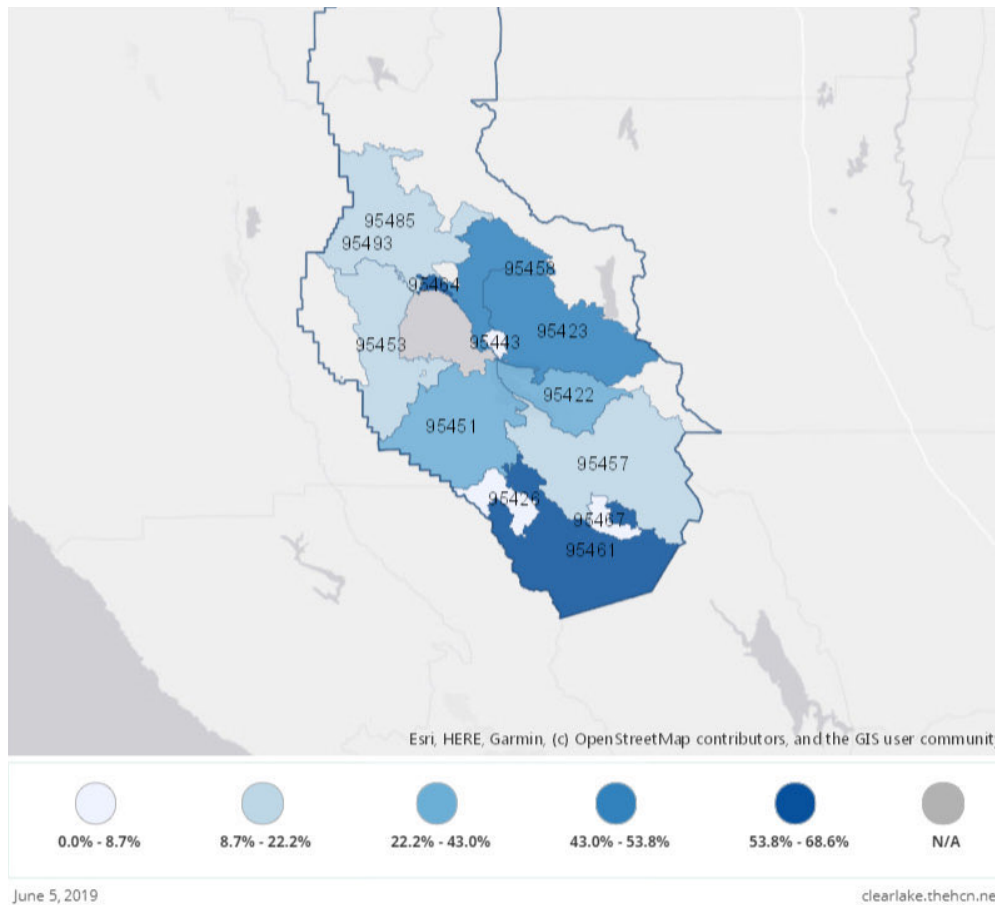 95485
95493
95458
95464
95423
95443
95453
95422
95451
95457
95426
95467
95461
Esri, HERE, Garmin, (c) OpenStreetMap contributors, and the GIS user communit
0.0% - 8.7%
8.7% - 22.2%
22.2% - 43.0%
43.0% - 53.8%
53.8% - 68.6%
N/A
June 5, 2019
clearlake.thehcn.ne